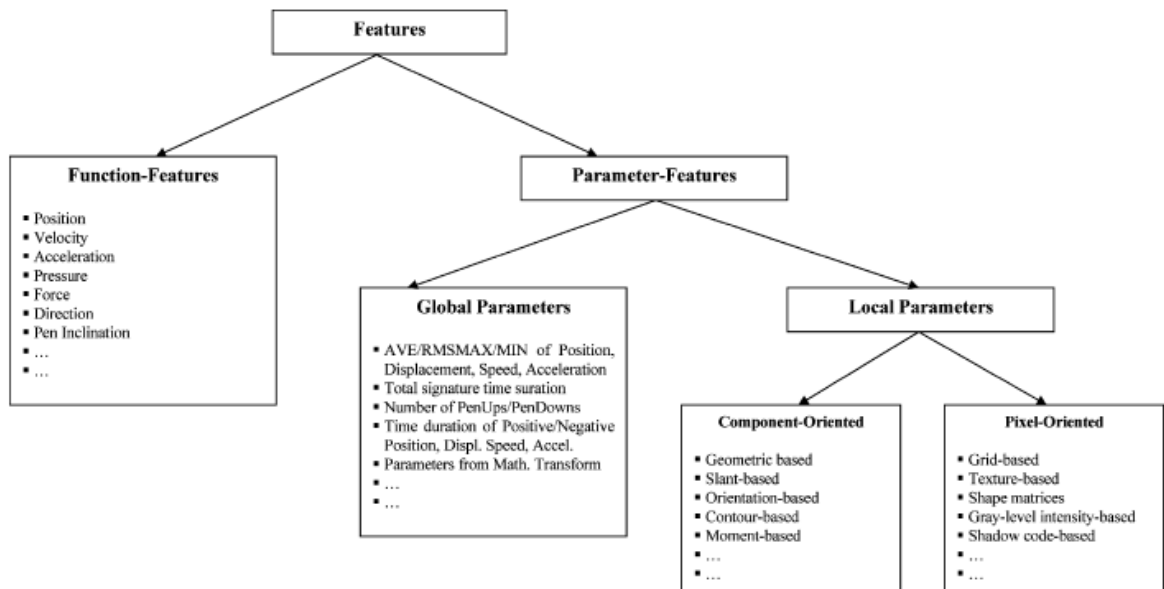 Features
Function-Features
▪ Position
▪ Velocity
▪ Acceleration
▪ Pressure
▪ Force
▪ Direction
▪ Pen Inclination
▪ …
▪ …
Parameter-Features
Global Parameters
▪ AVE/RMSMAX/MIN of Position,
Displacement, Speed, Acceleration
▪ Total signature time suration
▪ Number of PenUps/PenDowns
▪ Time duration of Positive/Negative
Position, Displ. Speed, Accel.
▪ Parameters from Math. Transform
▪ …
▪ …
Local Parameters
Component-Oriented
▪ Geometric based
▪ Slant-based
▪ Orientation-based
▪ Contour-based
▪ Moment-based
▪ …
▪ …
Pixel-Oriented
▪ Grid-based
▪ Texture-based
▪ Shape matrices
▪ Gray-level intensity-based
▪ Shadow code-based
▪ …
▪ …